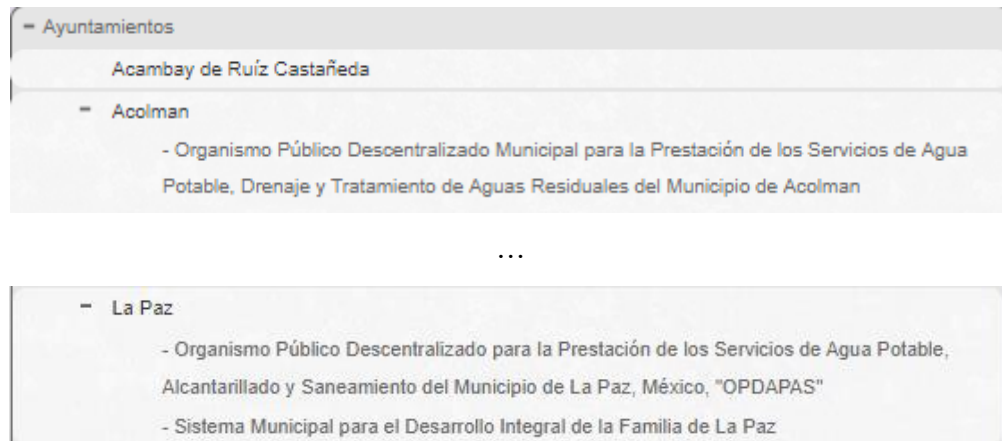 − Ayuntamientos
Acambay de Ruíz Castañeda
− Acolman
- Organismo Público Descentralizado Municipal para la Prestación de los Servicios de Agua
Potable, Drenaje y Tratamiento de Aguas Residuales del Municipio de Acolman
...
− La Paz
- Organismo Público Descentralizado para la Prestación de los Servicios de Agua Potable,
Alcantarillado y Saneamiento del Municipio de La Paz, México, "OPDAPAS"
- Sistema Municipal para el Desarrollo Integral de la Familia de La Paz